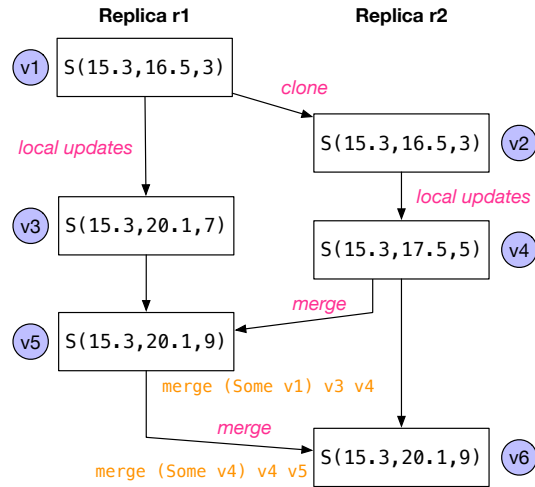 Replica r1
Replica r2
v1
S(15.3,16.5,3)
clone
local updates
S(15.3,16.5,3)
v2
local updates
v3
S(15.3,20.1,7)
S(15.3,17.5,5)
v4
merge
v5
S(15.3,20.1,9)
merge (Some v1) v3 v4
merge
merge (Some v4) v4 v5
S(15.3,20.1,9)
v6